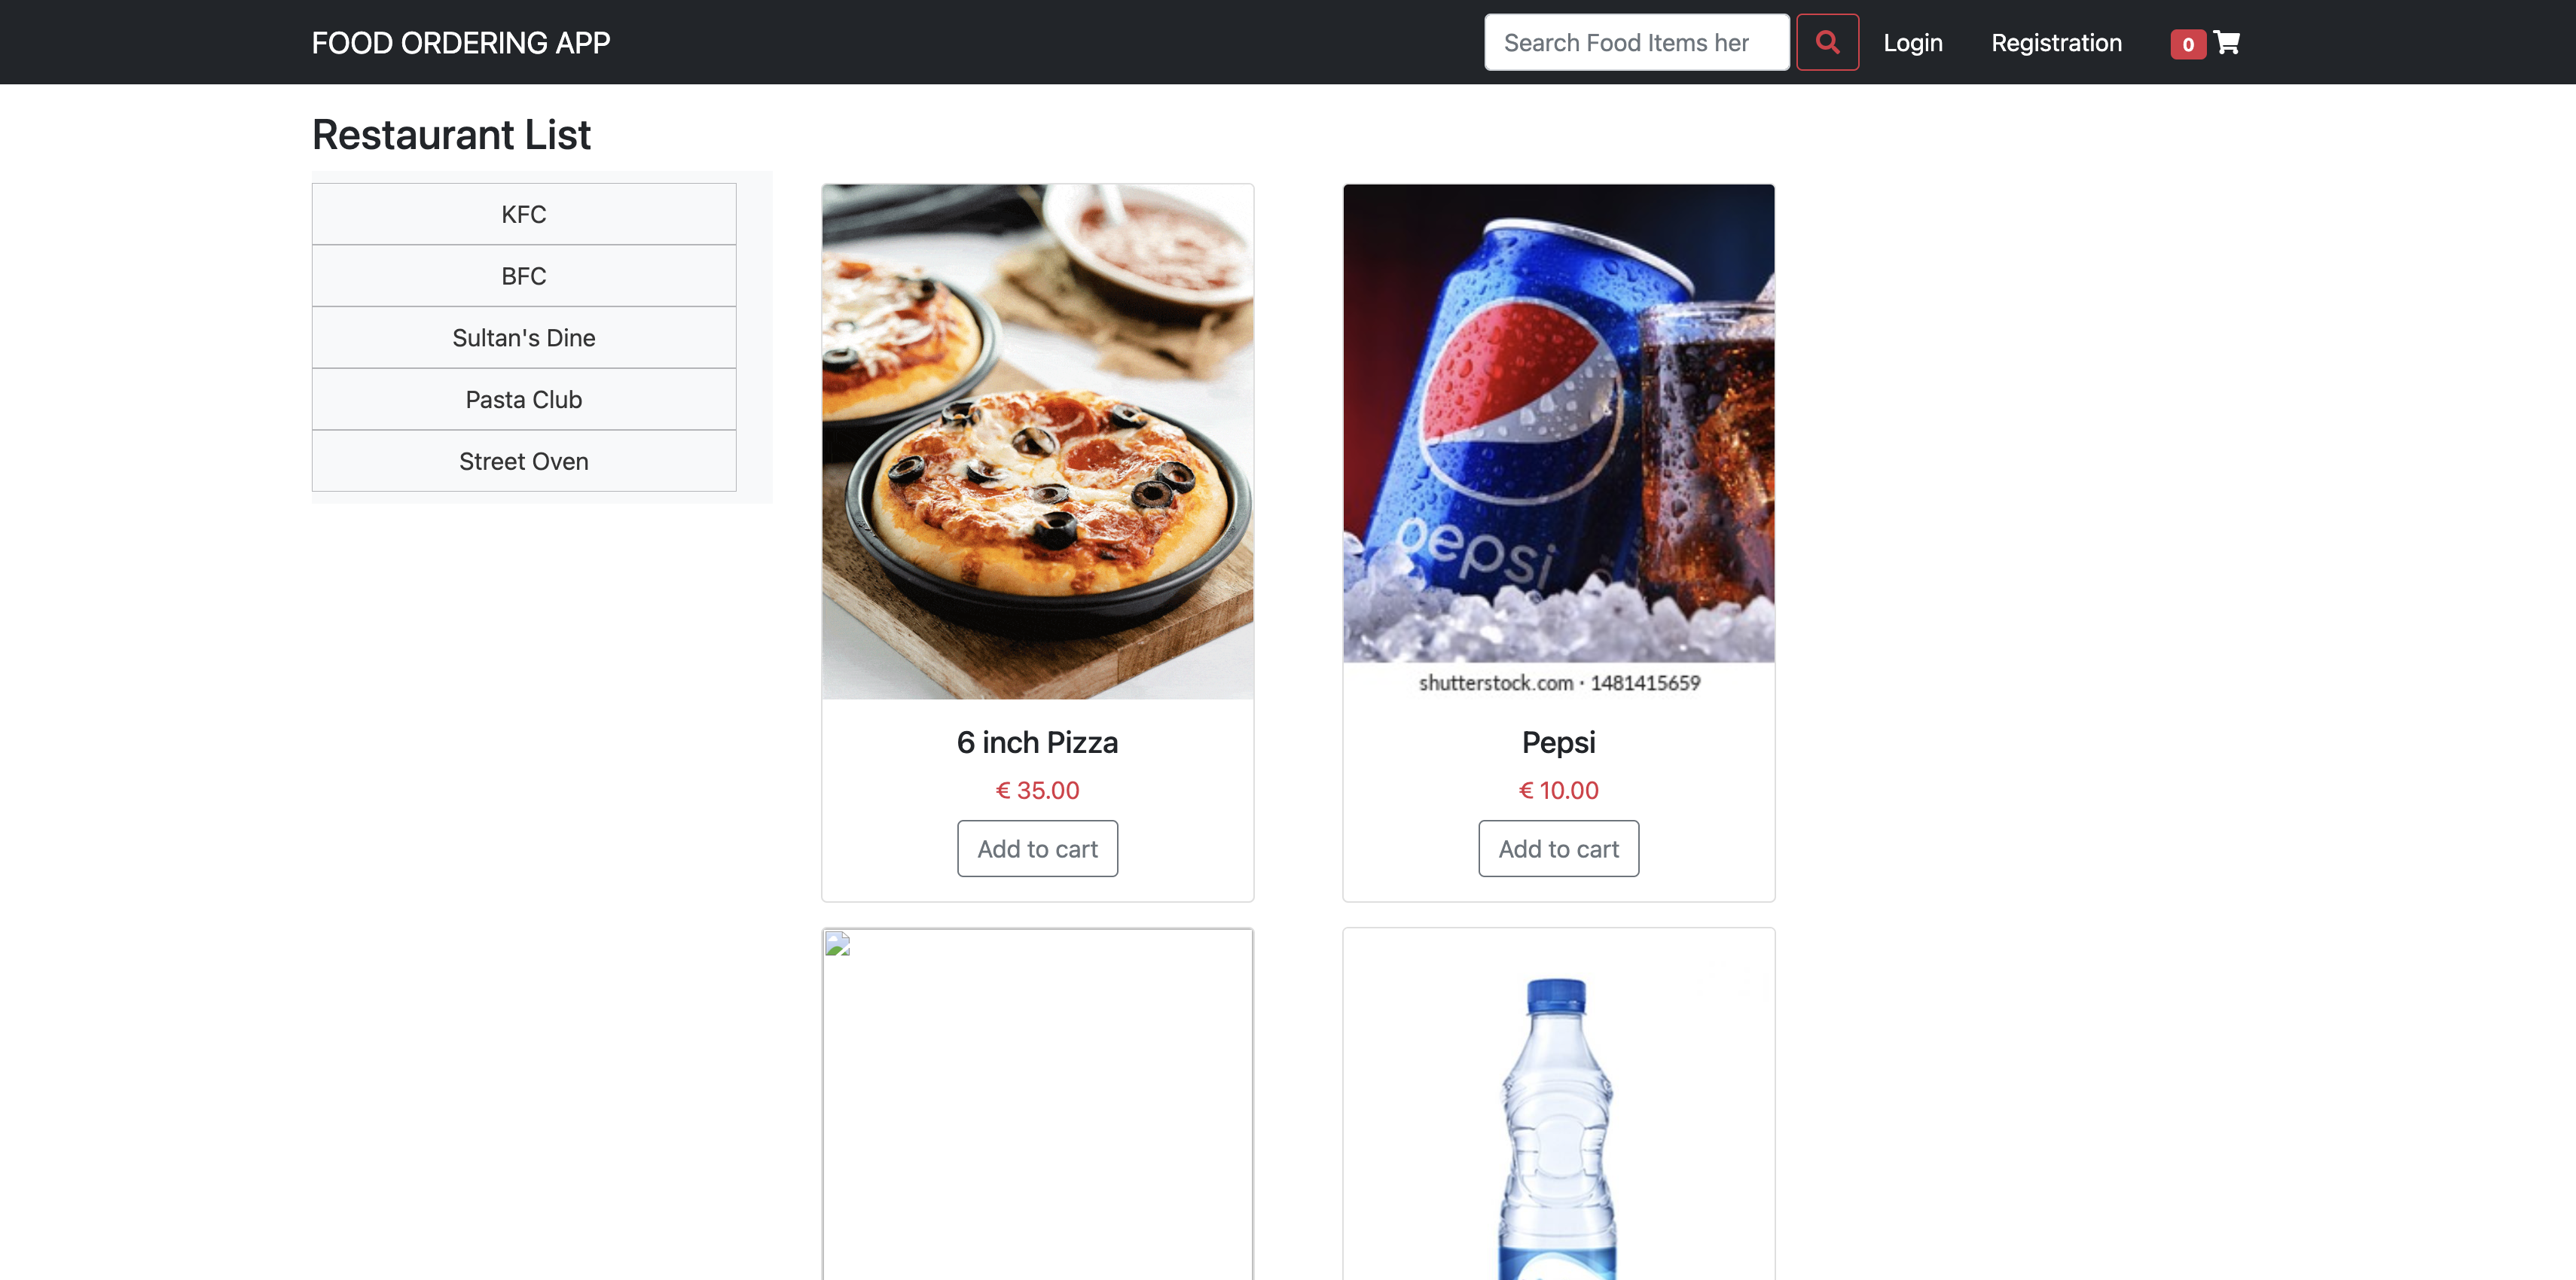 FOOD ORDERING APP
Search Food Items her
Login
Registration
0
Restaurant List
KFC
BFC
Sultan's Dine
Pasta Club
Street Oven
pepsi
shutterstock.com · 1481415659
6 inch Pizza
€ 35.00
Add to cart
Pepsi
€ 10.00
Add to cart